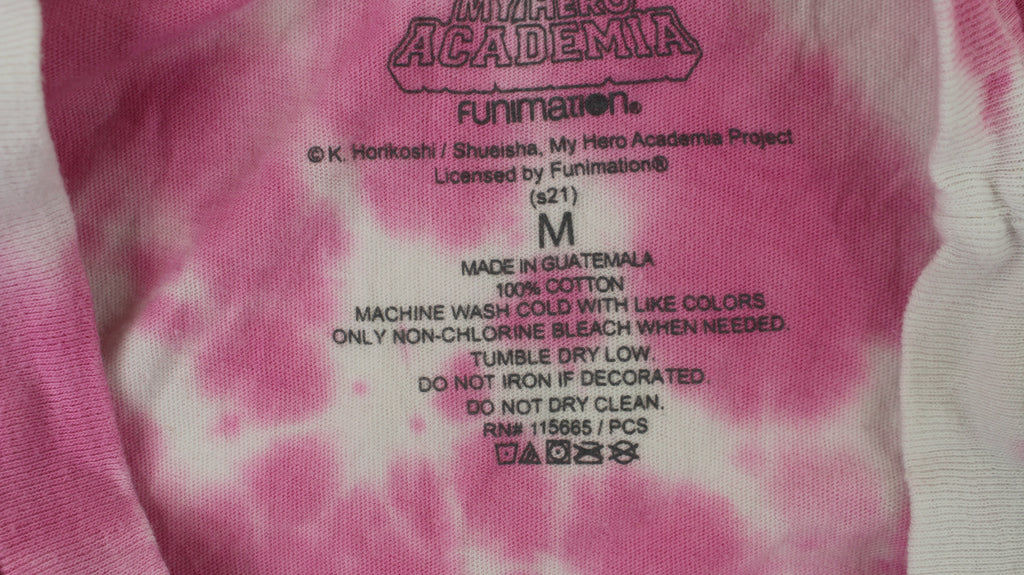 MY HERO
ACADEMIA
FUNIMATION®
© K. Horikoshi / Shueisha, My Hero Academia Project
Licensed by Funimation®
(s21)
M
MADE IN GUATEMALA
100% COTTON
MACHINE WASH COLD WITH LIKE COLORS
ONLY NON-CHLORINE BLEACH WHEN NEEDED.
TUMBLE DRY LOW.
DO NOT IRON IF DECORATED.
DO NOT DRY CLEAN.
RN# 115665 / PCS